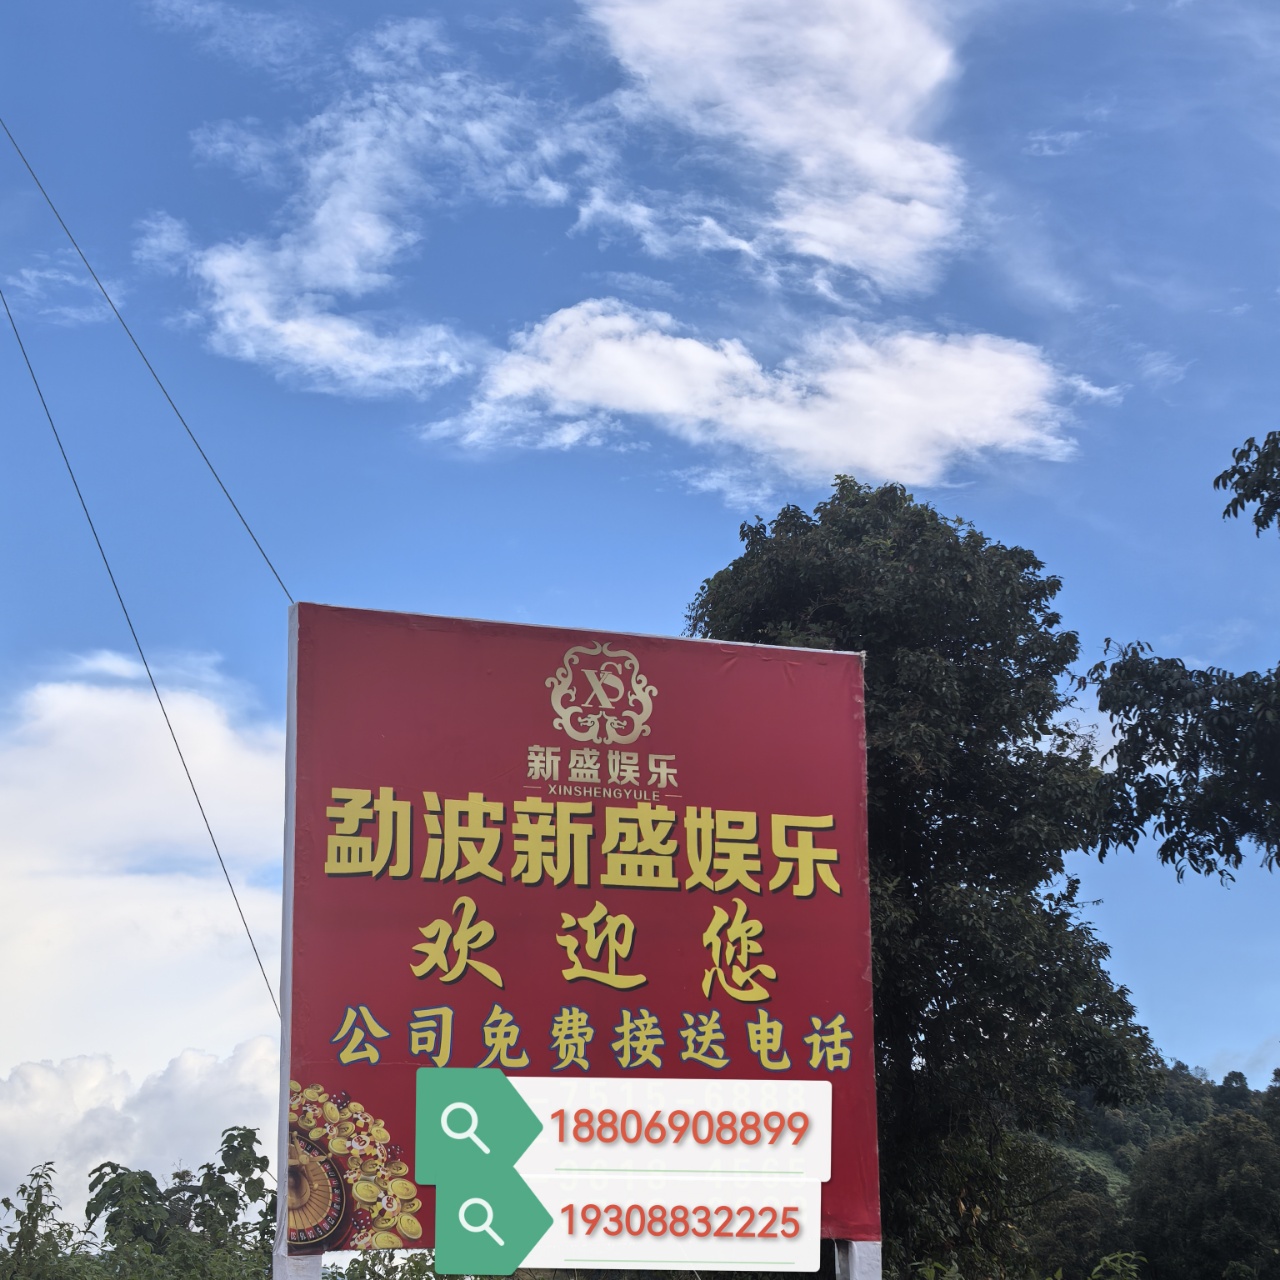 XS
新盛娱乐
XINSHENGYULE
勐波新盛娱乐
欢迎您
公司免费接送电话
18806908899
19308832225